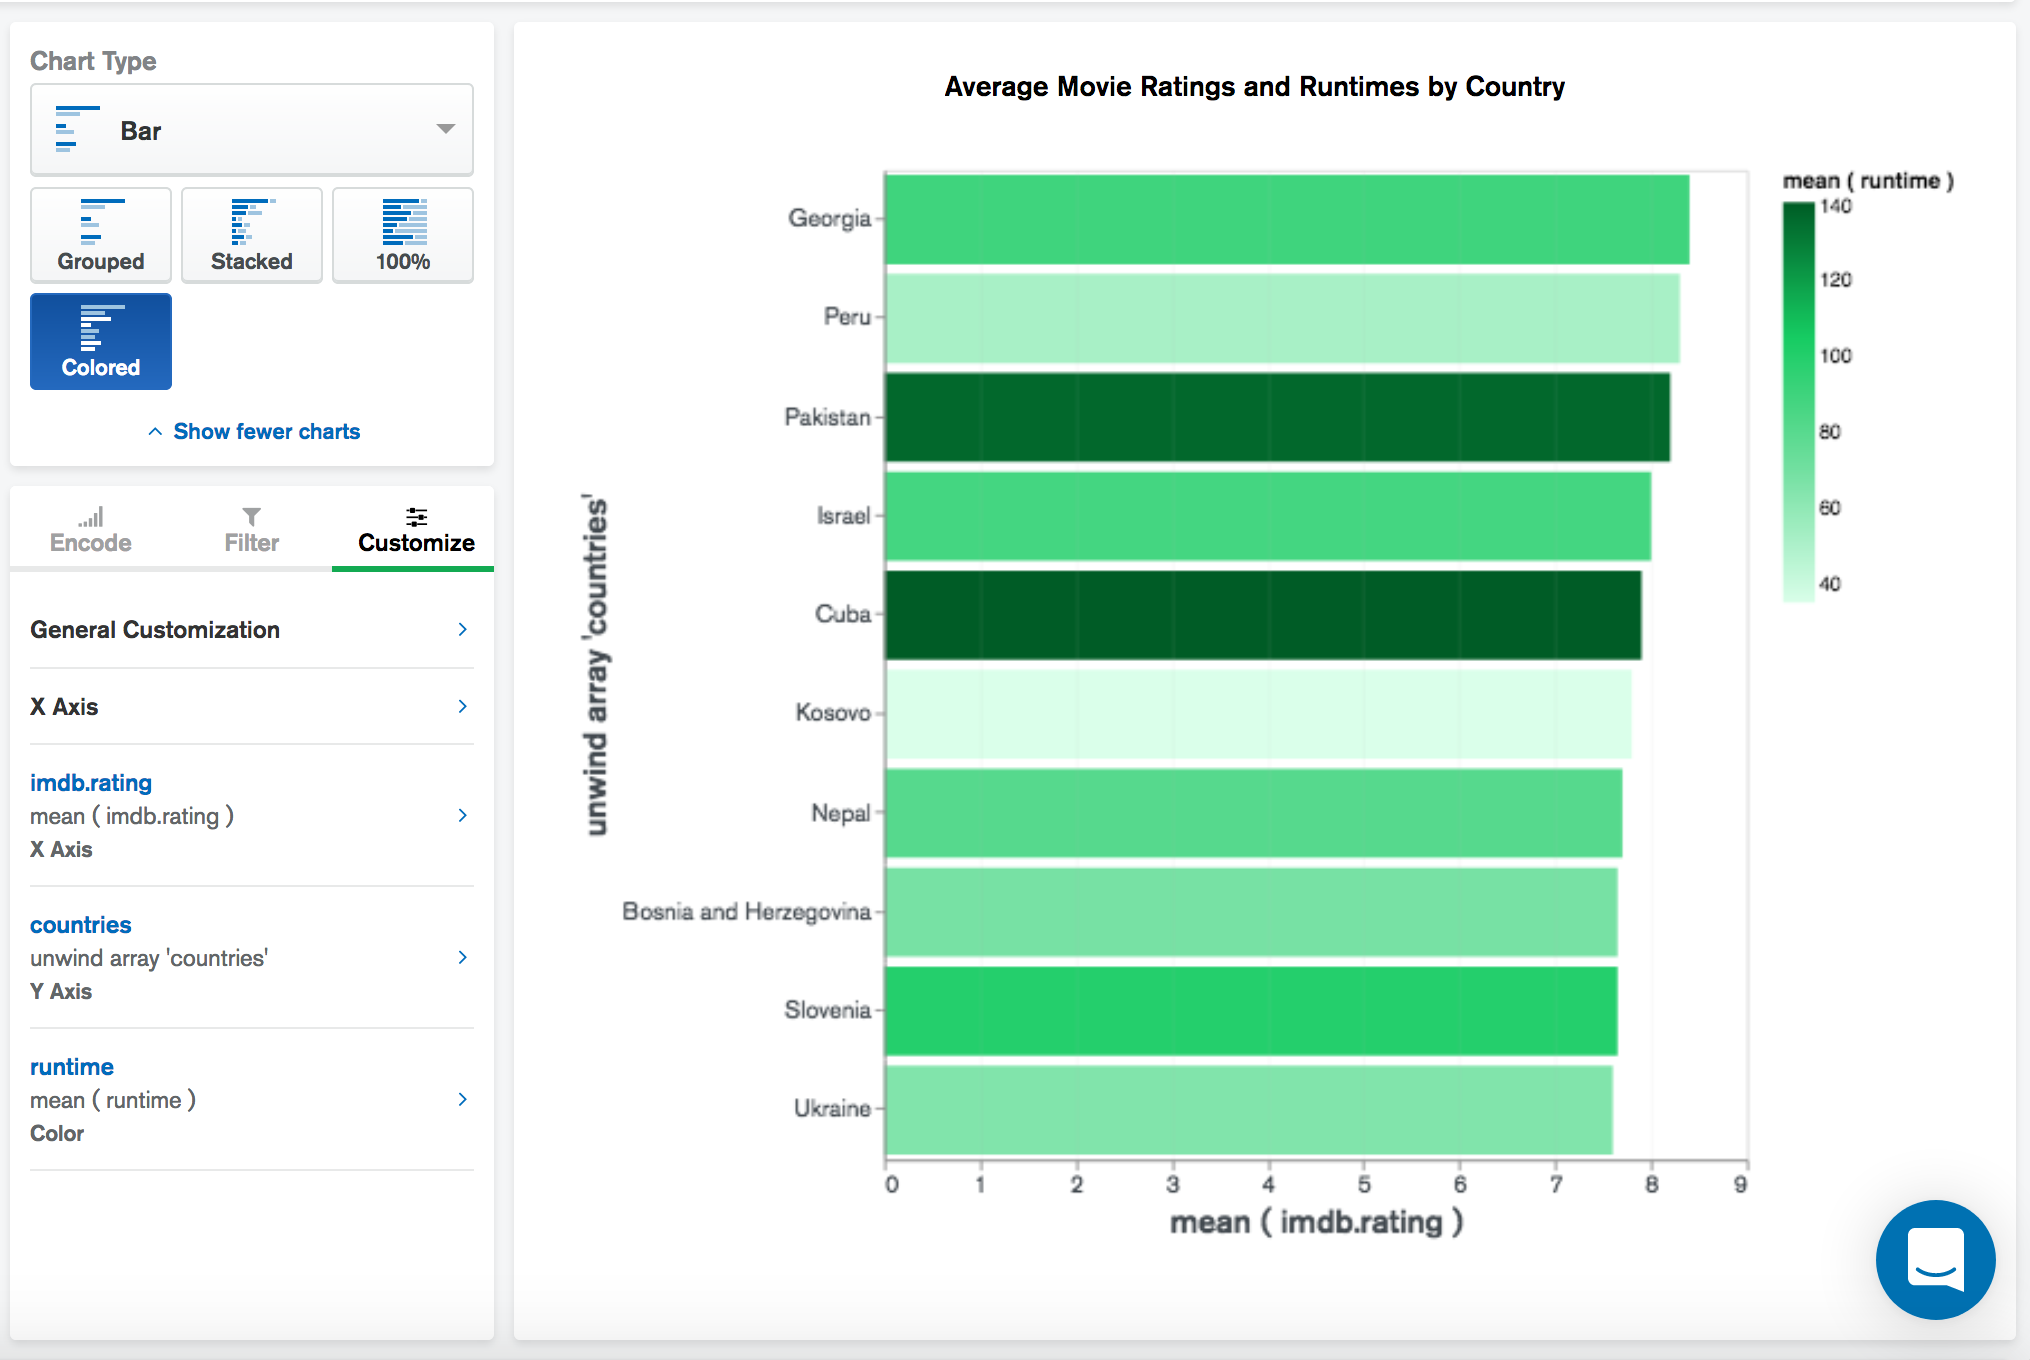 Chart Type
Bar
Grouped
Stacked
100%
Colored
Show fewer charts
Encode
Filter
Customize
General Customization
X Axis
imdb.rating
mean ( imdb.rating )
X Axis
countries
unwind array 'countries'
Y Axis
runtime
mean ( runtime )
Color
Average Movie Ratings and Runtimes by Country
unwind array 'countries'
Georgia
Peru
Pakistan
Israel
Cuba
Kosovo
Nepal
Bosnia and Herzegovina
Slovenia
Ukraine
0 1 2 3 4 5 6 7 8 9
mean ( imdb.rating )
mean ( runtime )
140
120
100
80
60
40